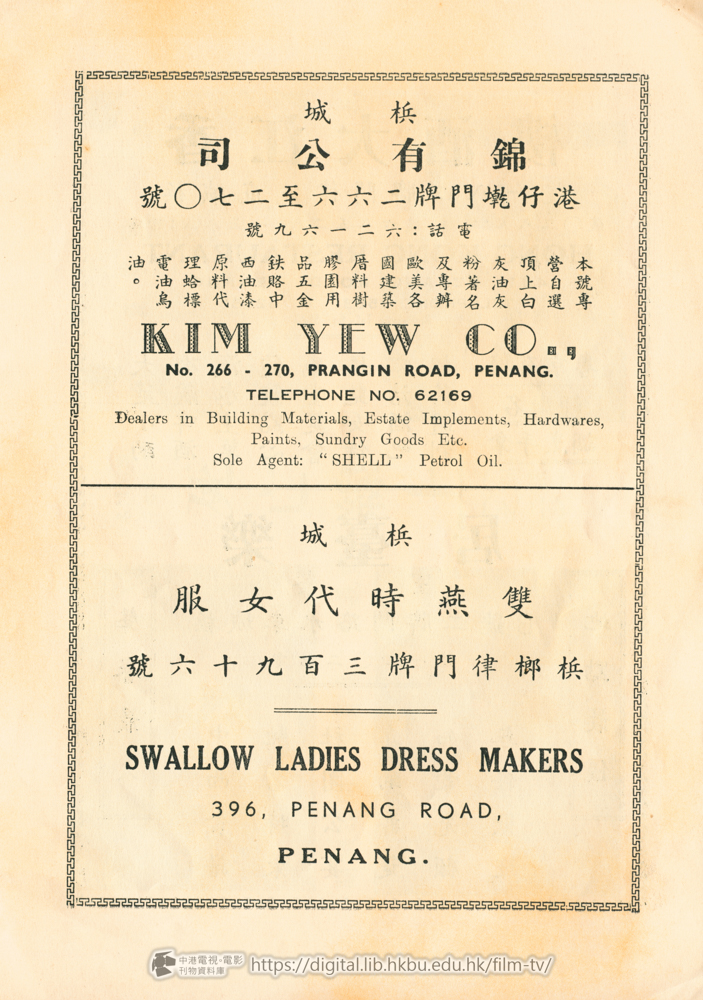 檳城
錦有公司
港仔墘門牌二六六至二七〇號
電話：六二一六九號
本號專
營自選
頂上白
灰油灰
粉著名
及專辦
歐美各
國建築
厝料樹
膠園用
品五金
鉄賂中
西油漆
原料代
理蛤標
電油烏
油。
KIM YEW CO.,
No. 266 - 270, PRANGIN ROAD, PENANG.
TELEPHONE NO. 62169
Dealers in Building Materials, Estate Implements, Hardwares,
Paints, Sundry Goods Etc.
Sole Agent: "SHELL" Petrol Oil.
梹城
雙燕時代女服
梹榔律門牌三百九十六號
SWALLOW LADIES DRESS MAKERS
396, PENANG ROAD,
PENANG.
中港電視·電影
刊物資料庫
https://digital.lib.hkbu.edu.hk/film-tv/